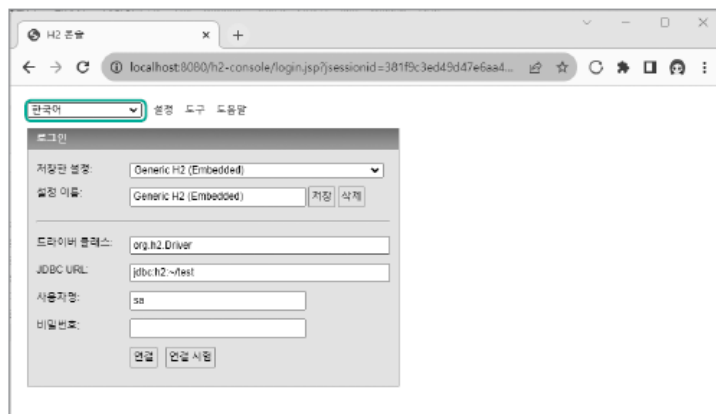 H2 콘솔
localhost:8080/h2-console/login.jsp?jsessionid=381f9c3ed49d47e6aa4...
한국어 설정 도구 도움말
로그인
저장한 설정: Generic H2 (Embedded)
설정 이름: Generic H2 (Embedded) 저장 삭제
드라이버 클래스: org.h2.Driver
JDBC URL: jdbc:h2:~/test
사용자명: sa
비밀번호:
연결 연결 시험